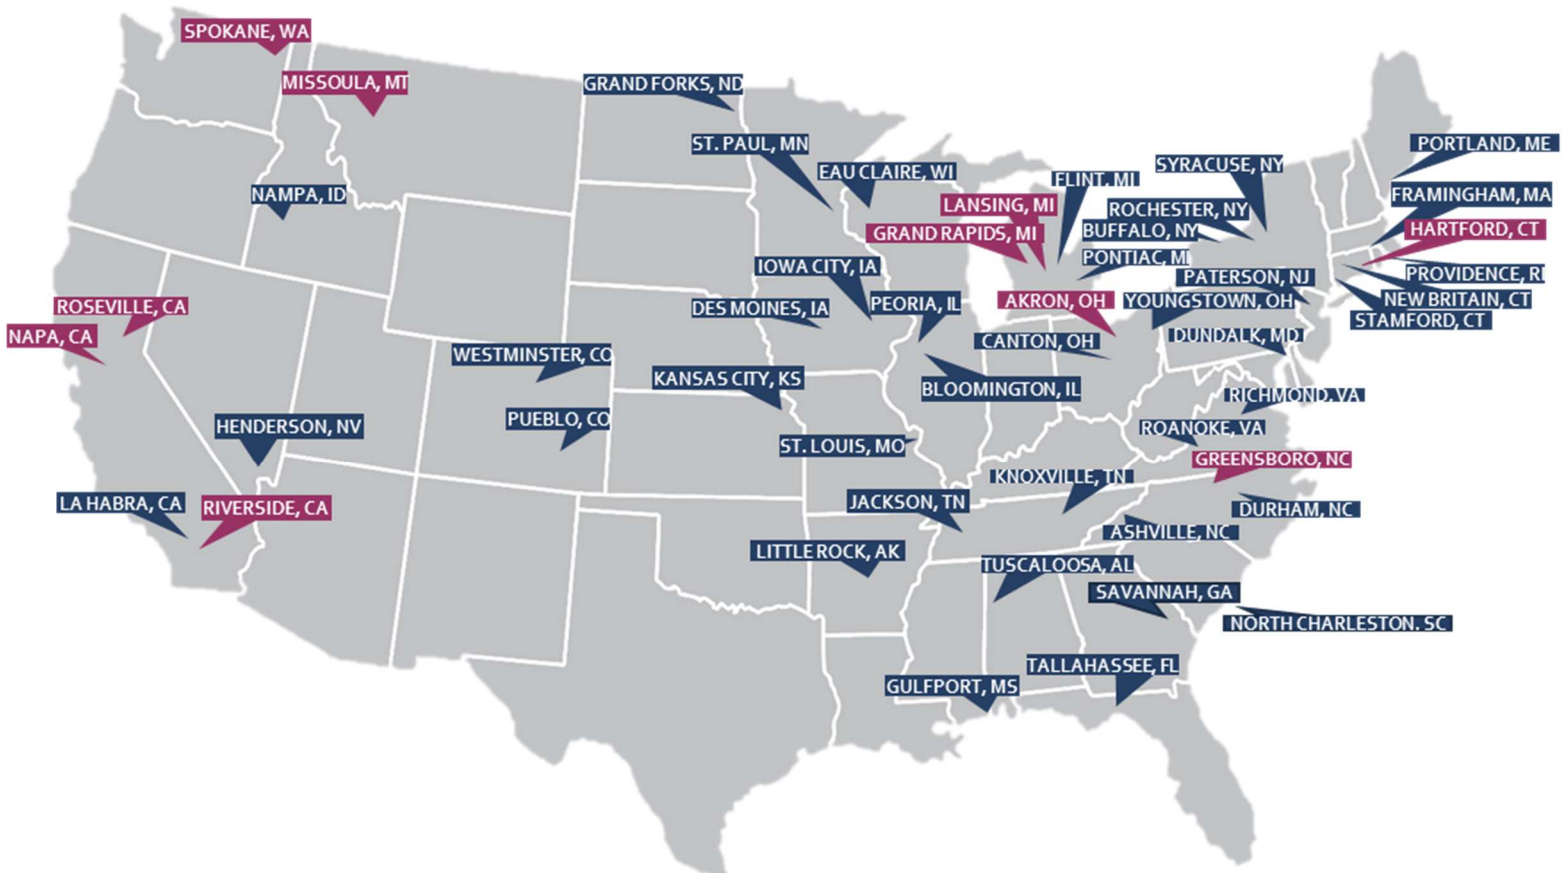 SPOKANE, WA
MISSOULA, MT
GRAND FORKS, ND
ST. PAUL, MN
EAU CLAIRE, WI
FLINT, MI
SYRACUSE, NY
PORTLAND, ME
NAMPA, ID
LANSING, MI
ROCHESTER, NY
FRAMINGHAM, MA
GRAND RAPIDS, MI
BUFFALO, NY
HARTFORD, CT
IOWA CITY, IA
PONTIAC, MI
PATERSON, NJ
PROVIDENCE, RI
ROSEVILLE, CA
DES MOINES, IA
PEORIA, IL
AKRON, OH
YOUNGSTOWN, OH
NEW BRITAIN, CT
STAMFORD, CT
NAPA, CA
WESTMINSTER, CO
CANTON, OH
DUNDALK, MD
KANSAS CITY, KS
BLOOMINGTON, IL
RICHMOND, VA
HENDERSON, NV
PUEBLO, CO
ST. LOUIS, MO
ROANOKE, VA
GREENSBORO, NC
KNOXVILLE, TN
LA HABRA, CA
RIVERSIDE, CA
JACKSON, TN
DURHAM, NC
ASHVILLE, NC
LITTLE ROCK, AK
TUSCALOOSA, AL
SAVANNAH, GA
NORTH CHARLESTON. SC
TALLAHASSEE, FL
GULFPORT, MS